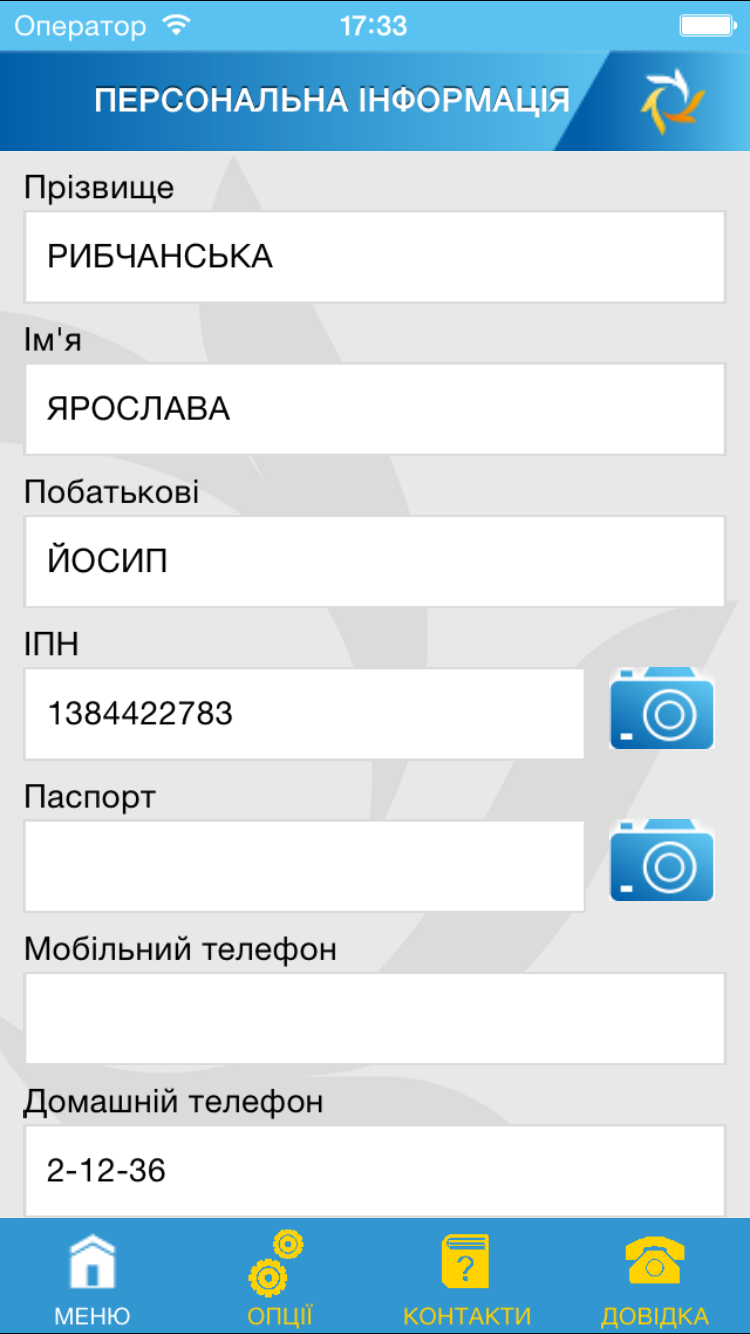 Оператор 17:33
ПЕРСОНАЛЬНА ІНФОРМАЦІЯ
Прізвище
РИБЧАНСЬКА
Ім'я
ЯРОСЛАВА
Побатькові
ЙОСИП
ІПН
1384422783
Паспорт
Мобільний телефон
Домашній телефон
2-12-36
МЕНЮ ОПЦІЇ КОНТАКТИ ДОВІДКА